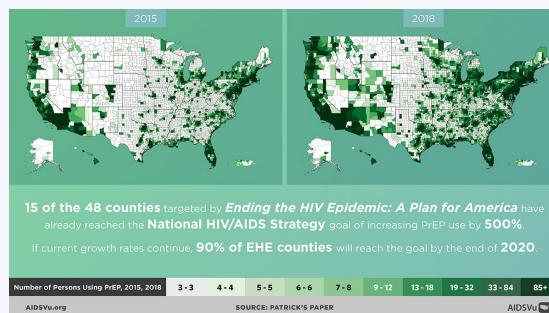 2015 2018
15 of the 48 counties targeted by Ending the HIV Epidemic: A Plan for America have
already reached the National HIV/AIDS Strategy goal of increasing PrEP use by 500%.
If current growth rates continue, 90% of EHE counties will reach the goal by the end of 2020.
Number of Persons Using PrEP, 2015, 2018 3 - 3 4 - 4 5 - 5 6 - 6 7 - 8 9 - 12 13 - 18 19 - 32 33 - 84 85+
AIDSVu.org SOURCE: PATRICK'S PAPER AIDSVu